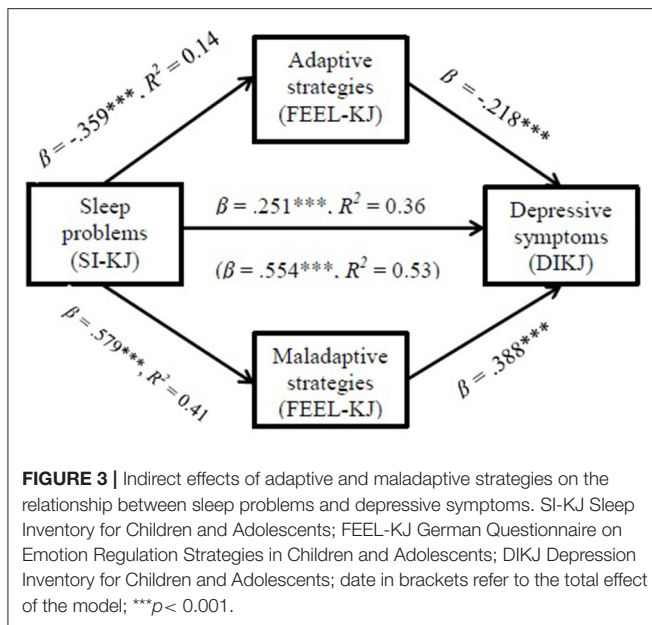 Adaptive
strategies
(FEEL-KJ)
β = -.359***, R² = 0.14
β = -.218***
Sleep
problems
(SI-KJ)
β = .251***, R² = 0.36
(β = .554***, R² = 0.53)
Depressive
symptoms
(DIKJ)
β = .579***, R² = 0.41
β = .388***
Maladaptive
strategies
(FEEL-KJ)
FIGURE 3 | Indirect effects of adaptive and maladaptive strategies on the
relationship between sleep problems and depressive symptoms. SI-KJ Sleep
Inventory for Children and Adolescents; FEEL-KJ German Questionnaire on
Emotion Regulation Strategies in Children and Adolescents; DIKJ Depression
Inventory for Children and Adolescents; date in brackets refer to the total effect
of the model; ***p< 0.001.